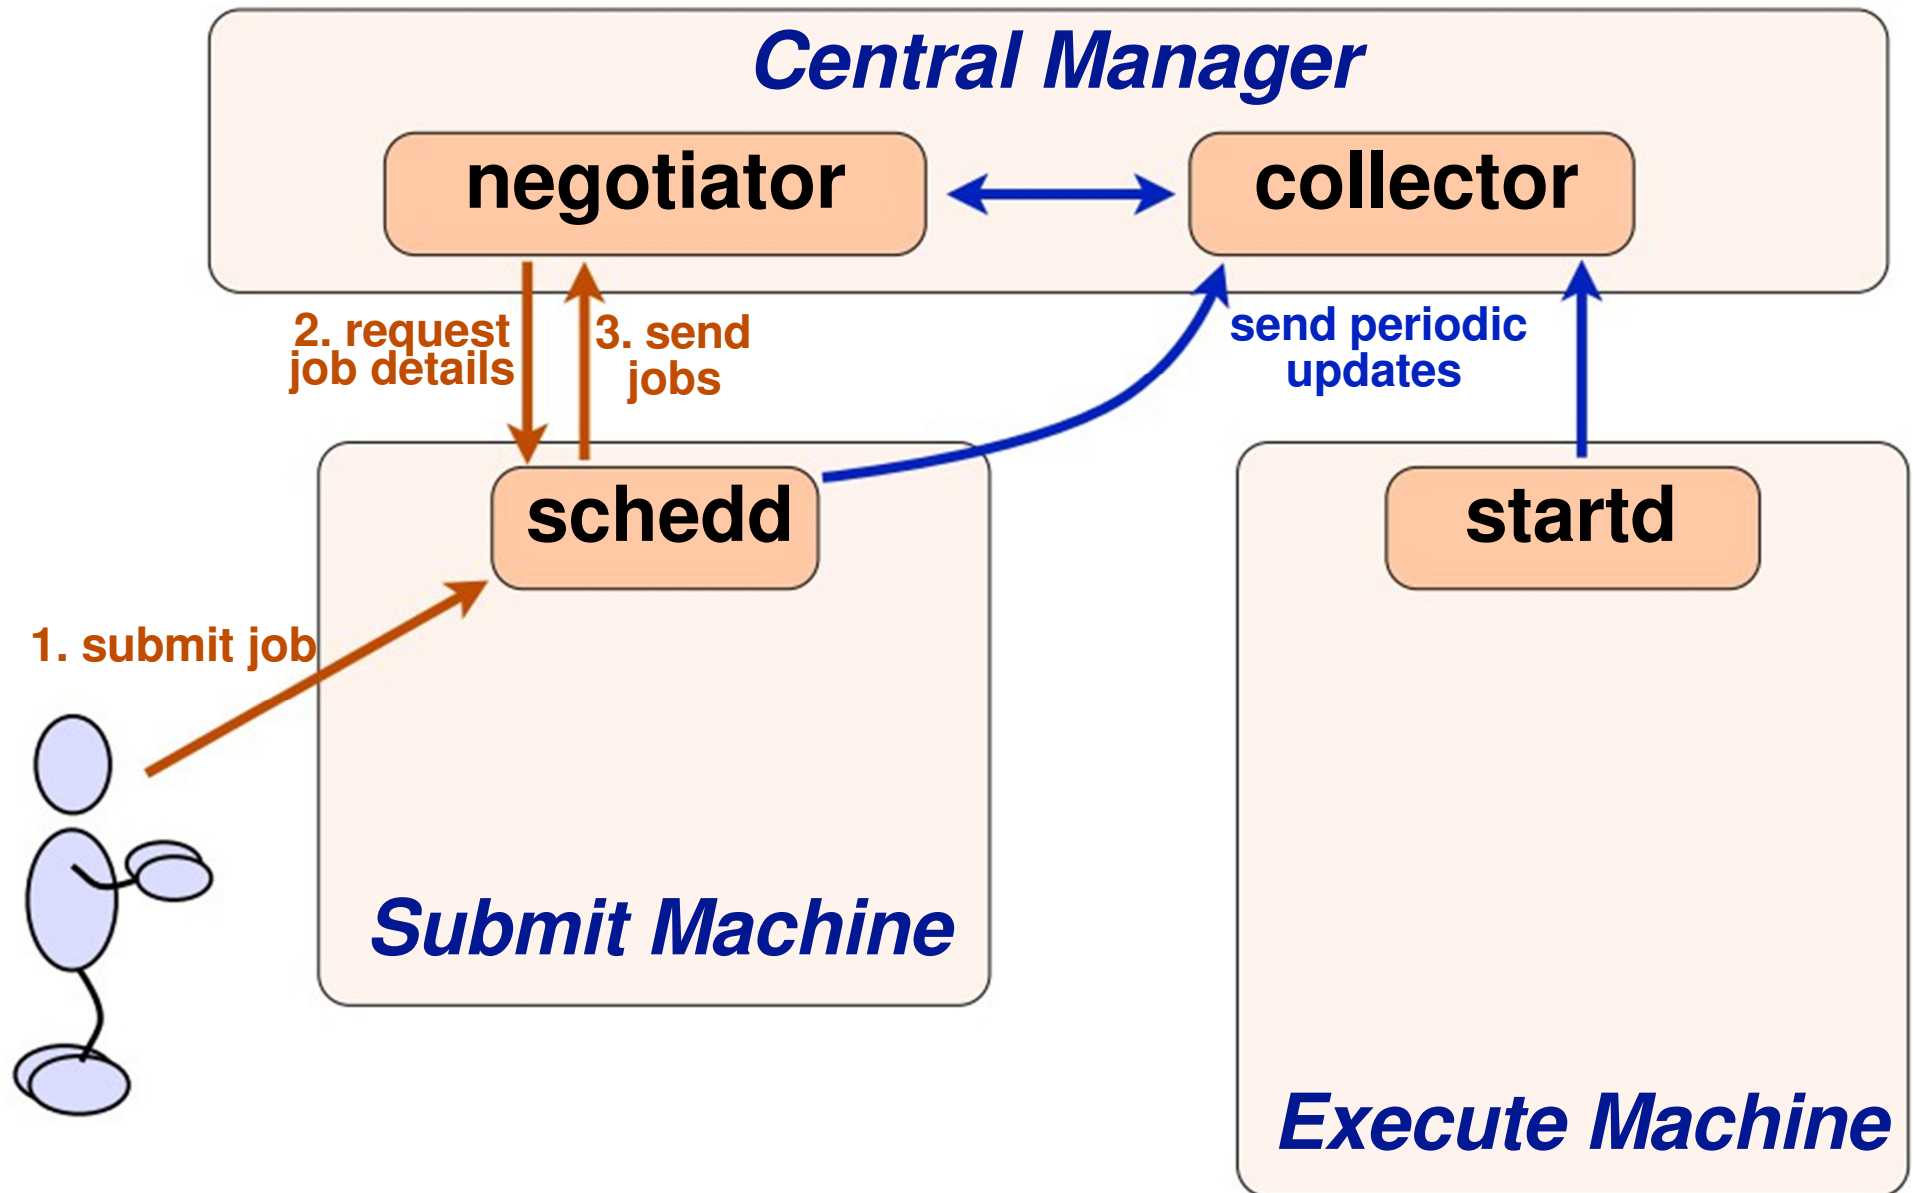 Central Manager
negotiator
collector
2. request
job details
3. send
jobs
send periodic
updates
schedd
startd
1. submit job
Submit Machine
Execute Machine